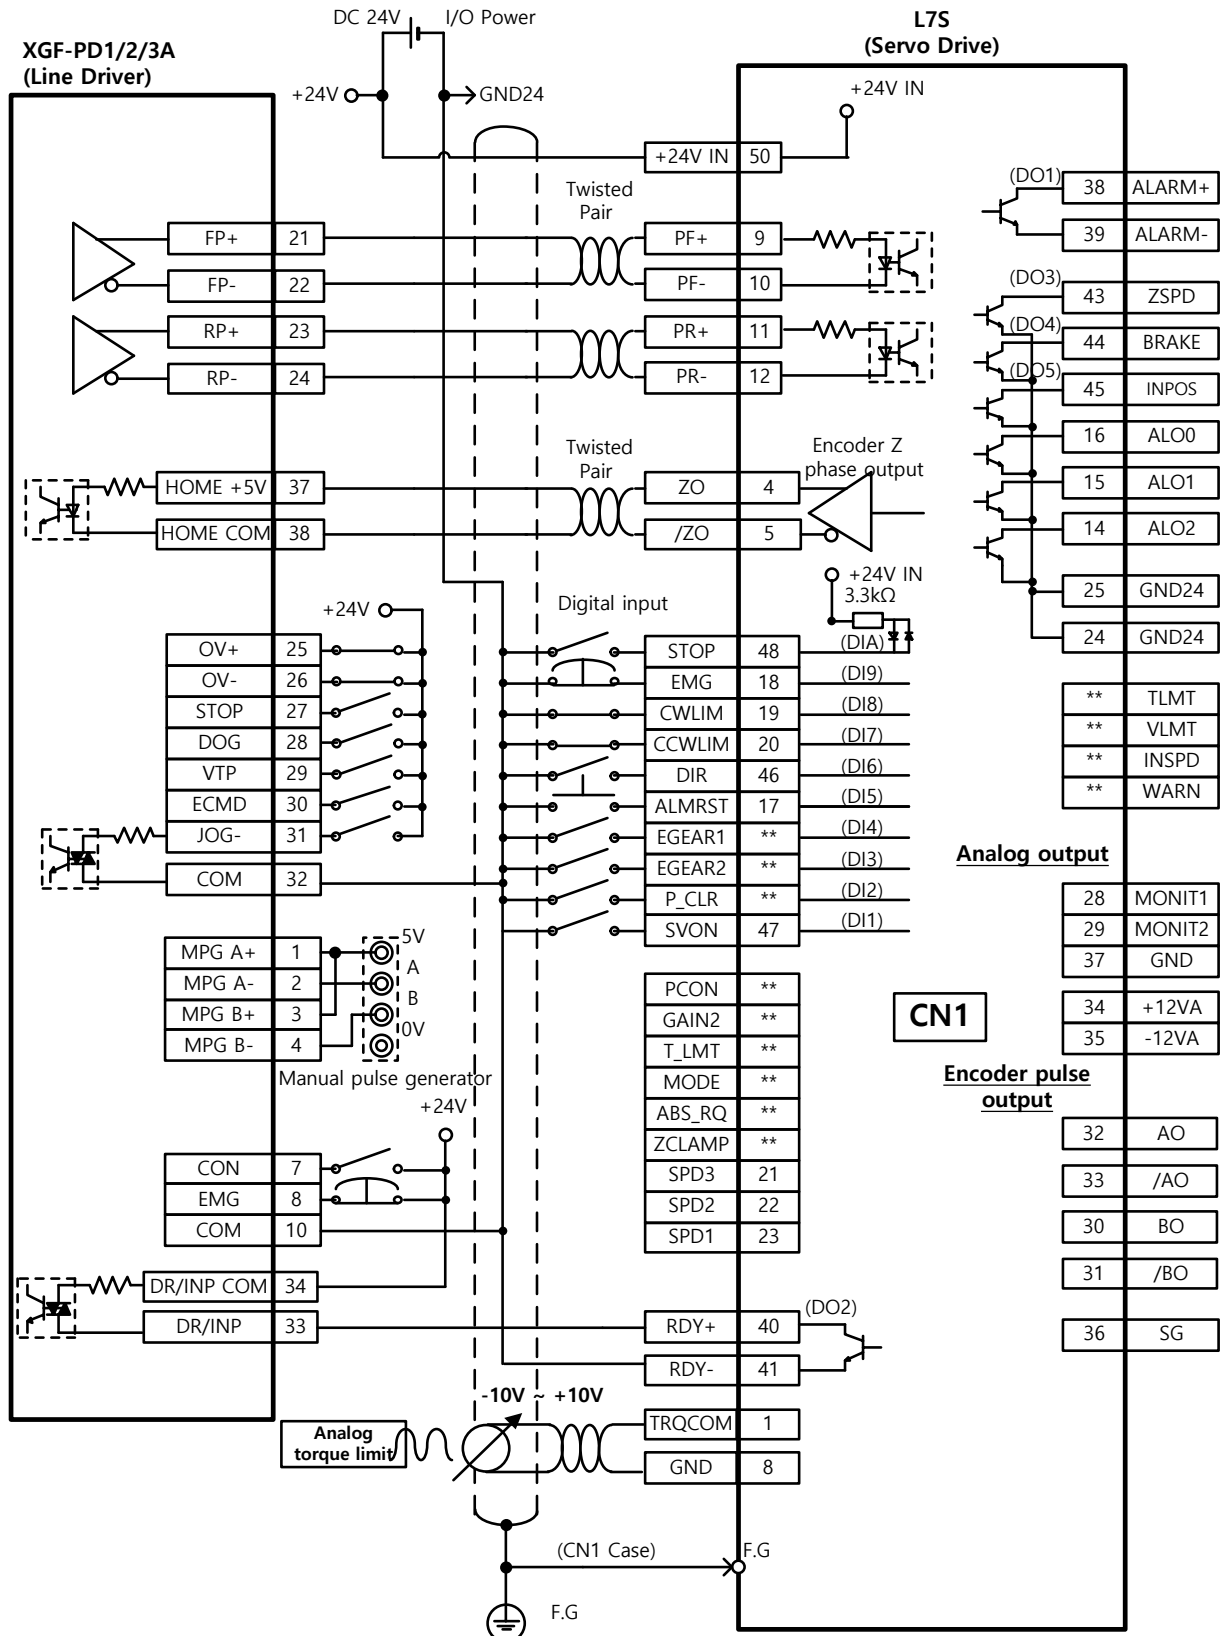 DC 24V
I/O Power
L7S
(Servo Drive)
XGF-PD1/2/3A
(Line Driver)
+24V
GND24
+24V IN
+24V IN 50
Twisted
Pair
FP+ 21
FP- 22
RP+ 23
RP- 24
PF+ 9
PF- 10
PR+ 11
PR- 12
(DO1)
38 ALARM+
39 ALARM-
(DO3)
43 ZSPD
(DO4)
44 BRAKE
(DO5)
45 INPOS
16 ALO0
15 ALO1
14 ALO2
25 GND24
24 GND24
Twisted
Pair
Encoder Z
phase output
HOME +5V 37
HOME COM 38
ZO 4
/ZO 5
+24V IN
3.3kΩ
+24V
Digital input
OV+ 25
OV- 26
STOP 27
DOG 28
VTP 29
ECMD 30
JOG- 31
COM 32
STOP 48 (DIA)
EMG 18 (DI9)
CWLIM 19 (DI8)
CCWLIM 20 (DI7)
DIR 46 (DI6)
ALMRST 17 (DI5)
EGEAR1 ** (DI4)
EGEAR2 ** (DI3)
P_CLR ** (DI2)
SVON 47 (DI1)
** TLMT
** VLMT
** INSPD
** WARN
Analog output
28 MONIT1
29 MONIT2
37 GND
34 +12VA
35 -12VA
MPG A+ 1
MPG A- 2
MPG B+ 3
MPG B- 4
5V
A
B
0V
Manual pulse generator
+24V
PCON **
GAIN2 **
T_LMT **
MODE **
ABS_RQ **
ZCLAMP **
SPD3 21
SPD2 22
SPD1 23
CN1
Encoder pulse
output
32 AO
33 /AO
30 BO
31 /BO
36 SG
CON 7
EMG 8
COM 10
DR/INP COM 34
DR/INP 33
(DO2)
RDY+ 40
RDY- 41
-10V ~ +10V
Analog
torque limit
TRQCOM 1
GND 8
(CN1 Case)
F.G
F.G